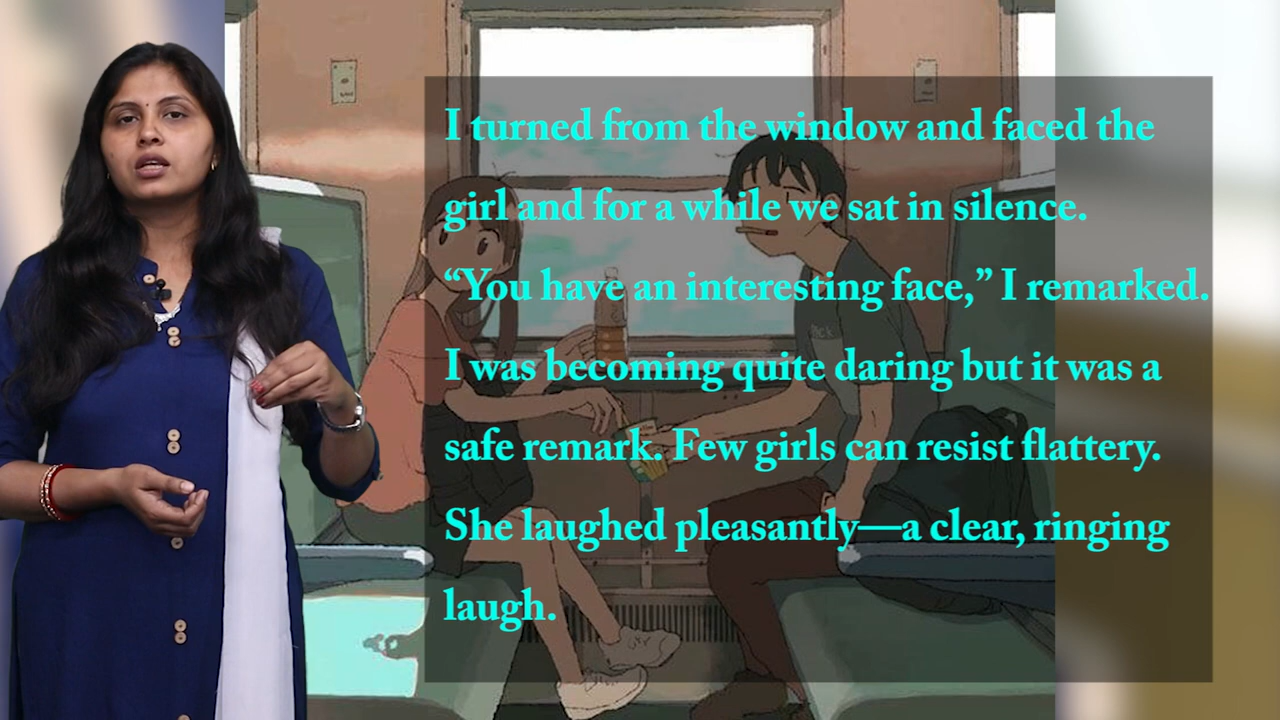 I turned from the window and faced the
girl and for a while we sat in silence.
“You have an interesting face,” I remarked.
I was becoming quite daring but it was a
safe remark. Few girls can resist flattery.
She laughed pleasantly—a clear, ringing
laugh.